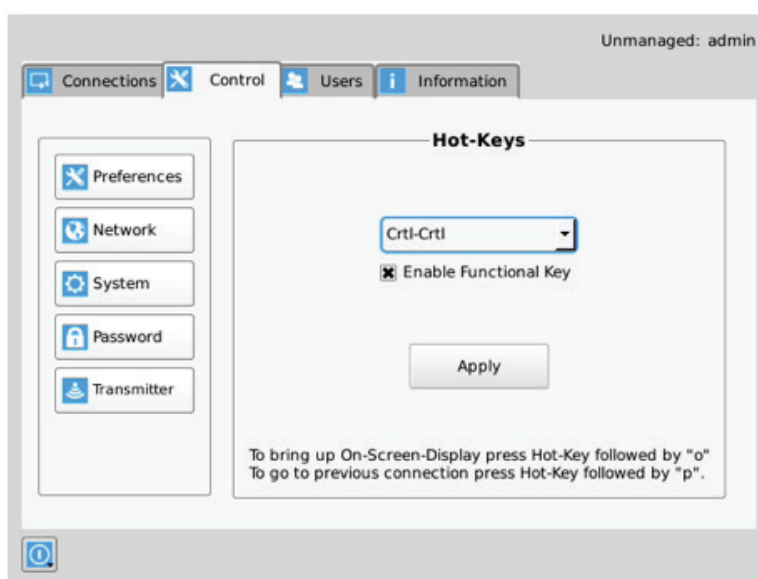 Unmanaged: admin
Connections Control Users Information
Hot-Keys
Preferences
Network
System
Password
Transmitter
Crtl-Crtl
Enable Functional Key
Apply
To bring up On-Screen-Display press Hot-Key followed by "o"
To go to previous connection press Hot-Key followed by "p".